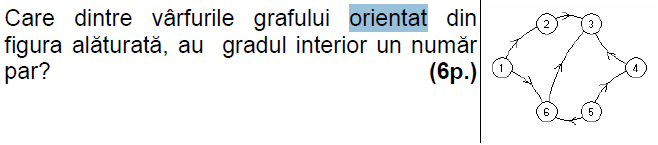 Care dintre vârfurile grafului orientat din
figura alăturată, au gradul interior un număr
par? (6p.)
2
3
1
4
6
5